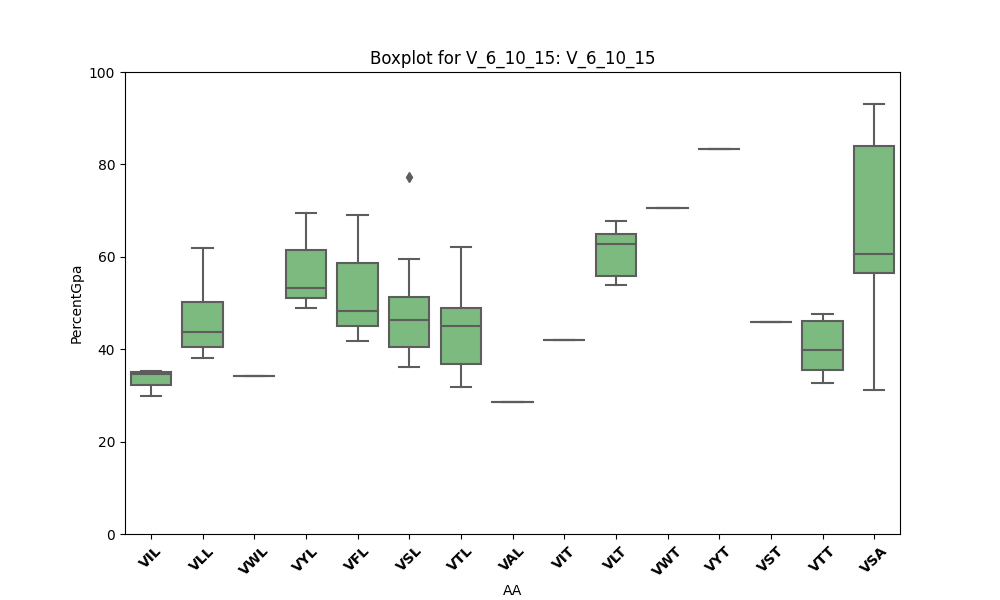 Boxplot for V_6_10_15: V_6_10_15
100
80
60
40
20
0
PercentGpa
VIL VLL VWL VYL VFL VSL VTL VAL VIT VLT VWT VYT VST VTT VSA
AA